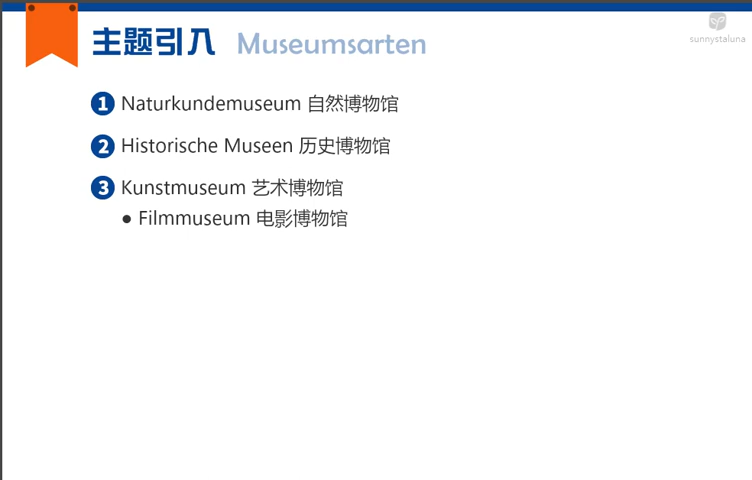 主题引入 Museumsarten
sunnystaluna
1 Naturkundemuseum 自然博物馆
2 Historische Museen 历史博物馆
3 Kunstmuseum 艺术博物馆
● Filmmuseum 电影博物馆